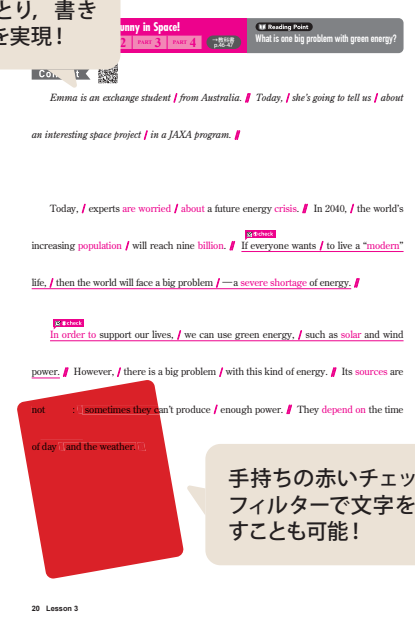 とり，書き
を実現！
unny in Space!
2 PART 3 PART 4 →教科書 p.46-47
Reading Point
What is one big problem with green energy?
Emma is an exchange student / from Australia. // Today, / she's going to tell us / about
an interesting space project / in a JAXA program. //
Today, / experts are worried / about a future energy crisis. // In 2040, / the world's
check
increasing population / will reach nine billion. // If everyone wants / to live a "modern"
life, / then the world will face a big problem / —a severe shortage of energy. //
check
In order to support our lives, / we can use green energy, / such as solar and wind
power. // However, / there is a big problem / with this kind of energy. // Its sources are
not : sometimes they can't produce / enough power. // They depend on the time
of day and the weather.
手持ちの赤いチェッ
フィルターで文字を
すことも可能！
20 Lesson 3